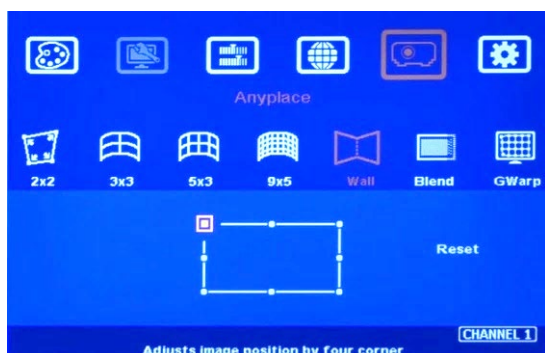 Anyplace
2x2 3x3 5x3 9x5 Wall Blend GWarp
Reset
CHANNEL 1
Adjusts image position by four corner